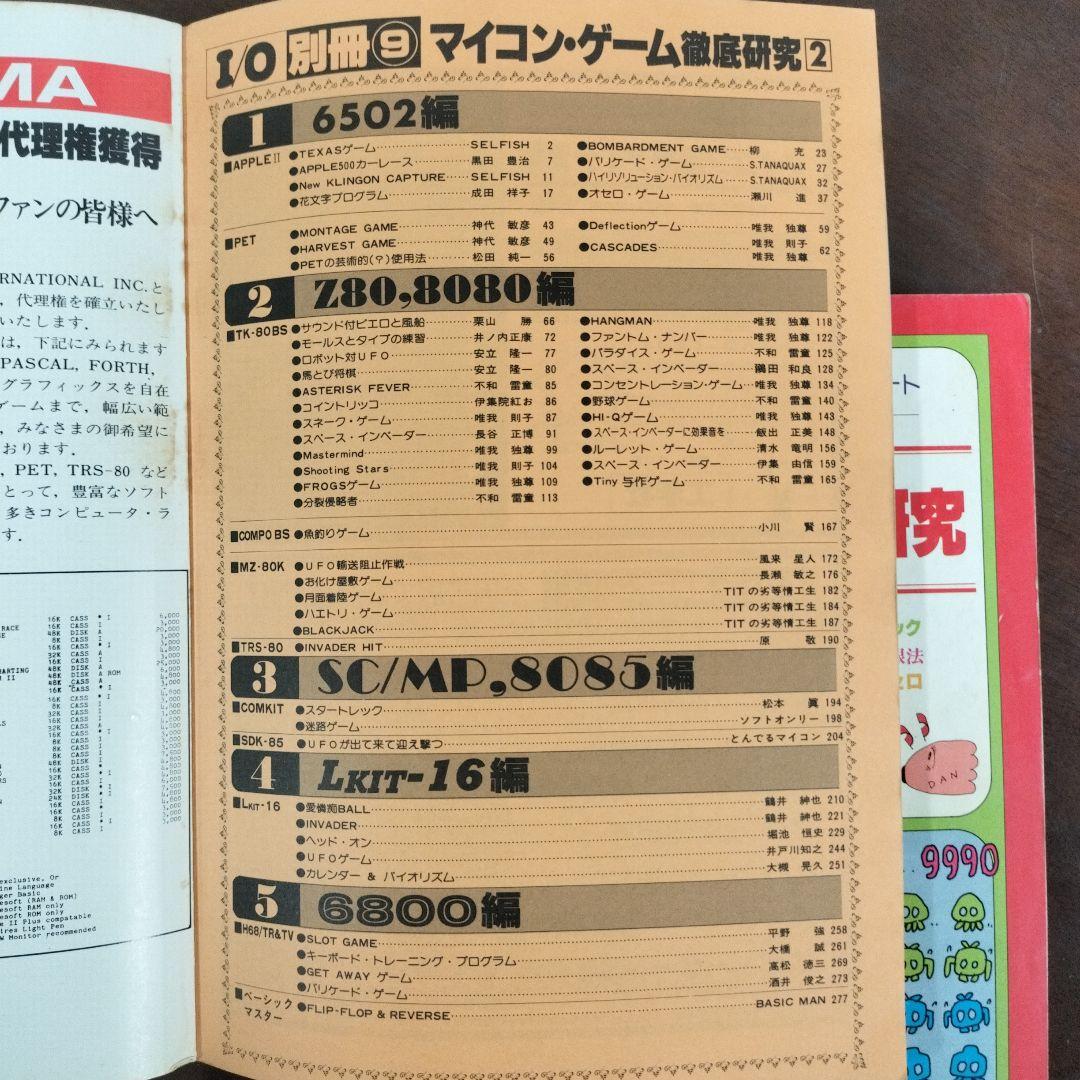 MA
代理権獲得
ファンの皆様へ
RNATIONAL INC.と
, 代理権を確立いたし
いたします.
は, 下記にみられます
PASCAL, FORTH,
グラフィックスを自在
ゲームまで, 幅広い範
, みなさまの御希望に
おります.
, PET, TRS-80 など
とって, 豊富なソフト
多きコンピュータ・ラ
す.
I/O 別冊⑨ マイコン・ゲーム徹底研究2
1 6502編
■APPLE II
●TEXASゲーム SELFISH 2
●APPLE500カーレース 黒田 豊治 7
●New KLINGON CAPTURE SELFISH 11
●花文字プログラム 成田 祥子 17
●BOMBARDMENT GAME 柳 充 23
●バリケード・ゲーム S.TANAQUAX 27
●ハイリゾリューション・バイオリズム S.TANAQUAX 32
●オセロ・ゲーム 瀬川 進 37
■PET
●MONTAGE GAME 神代 敏彦 43
●HARVEST GAME 神代 敏彦 49
●PETの芸術的(?)使用法 松田 純一 56
●Deflectionゲーム 唯我 独尊 59
●CASCADES 唯我 則子 唯我 独尊 62
2 Z80,8080編
■TK-80BS
●サウンド付ピエロと風船 栗山 勝 66
●モールスとタイプの練習 井ノ内正康 72
●ロボット対UFO 安立 隆一 77
●馬とび将棋 安立 隆一 80
●ASTERISK FEVER 不和 雷童 85
●コイントリッコ 伊集院紅お 86
●スネーク・ゲーム 唯我 則子 87
●スペース・インベーダー 長谷 正博 91
●Mastermind 唯我 独尊 99
●Shooting Stars 唯我 則子 104
●FROGSゲーム 唯我 独尊 109
●分裂侵略者 不和 雷童 113
●HANGMAN 唯我 独尊 118
●ファントム・ナンバー 唯我 独尊 122
●パラダイス・ゲーム 不和 雷童 125
●スペース・インベーダー 鵜田 和良 128
●コンセントレーション・ゲーム 唯我 独尊 134
●野球ゲーム 不和 雷童 140
●HI-Qゲーム 唯我 独尊 143
●スペース・インベーダーに効果音を 飯出 正美 148
●ルーレット・ゲーム 清水 竜明 156
●スペース・インベーダー 伊集 由信 159
●Tiny 与作ゲーム 不和 雷童 165
■COMPO BS ●魚釣りゲーム 小川 賢 167
■MZ-80K
●UFO輸送阻止作戦 風来 星人 172
●お化け屋敷ゲーム 長瀬 敏之 176
●月面着陸ゲーム TITの劣等情工生 182
●ハエトリ・ゲーム TITの劣等情工生 184
●BLACKJACK TITの劣等情工生 187
■TRS-80 ●INVADER HIT 原 敬 190
3 SC/MP,8085編
■COMKIT
●スタートレック 松本 眞 194
●迷路ゲーム ソフトオンリー 198
■SDK-85 ●UFOが出て来て迎え撃つ とんでるマイコン 204
4 LKIT-16編
■LKIT-16
●愛憐痴BALL 鶴井 紳也 210
●INVADER 鶴井 紳也 221
●ヘッド・オン 堀池 恒史 229
●UFOゲーム 井戸川知之 244
●カレンダー & バイオリズム 大槻 晃久 251
5 6800編
■H68/TR&TV
●SLOT GAME 平野 強 258
●キーボード・トレーニング・プログラム 大橋 誠 261
●GET AWAY ゲーム 高松 徳三 269
●バリケード・ゲーム 酒井 俊之 273
■ベーシックマスター ●FLIP-FLOP & REVERSE BASIC MAN 277
ート
研究
ック
限法
セロ
DAN
9990